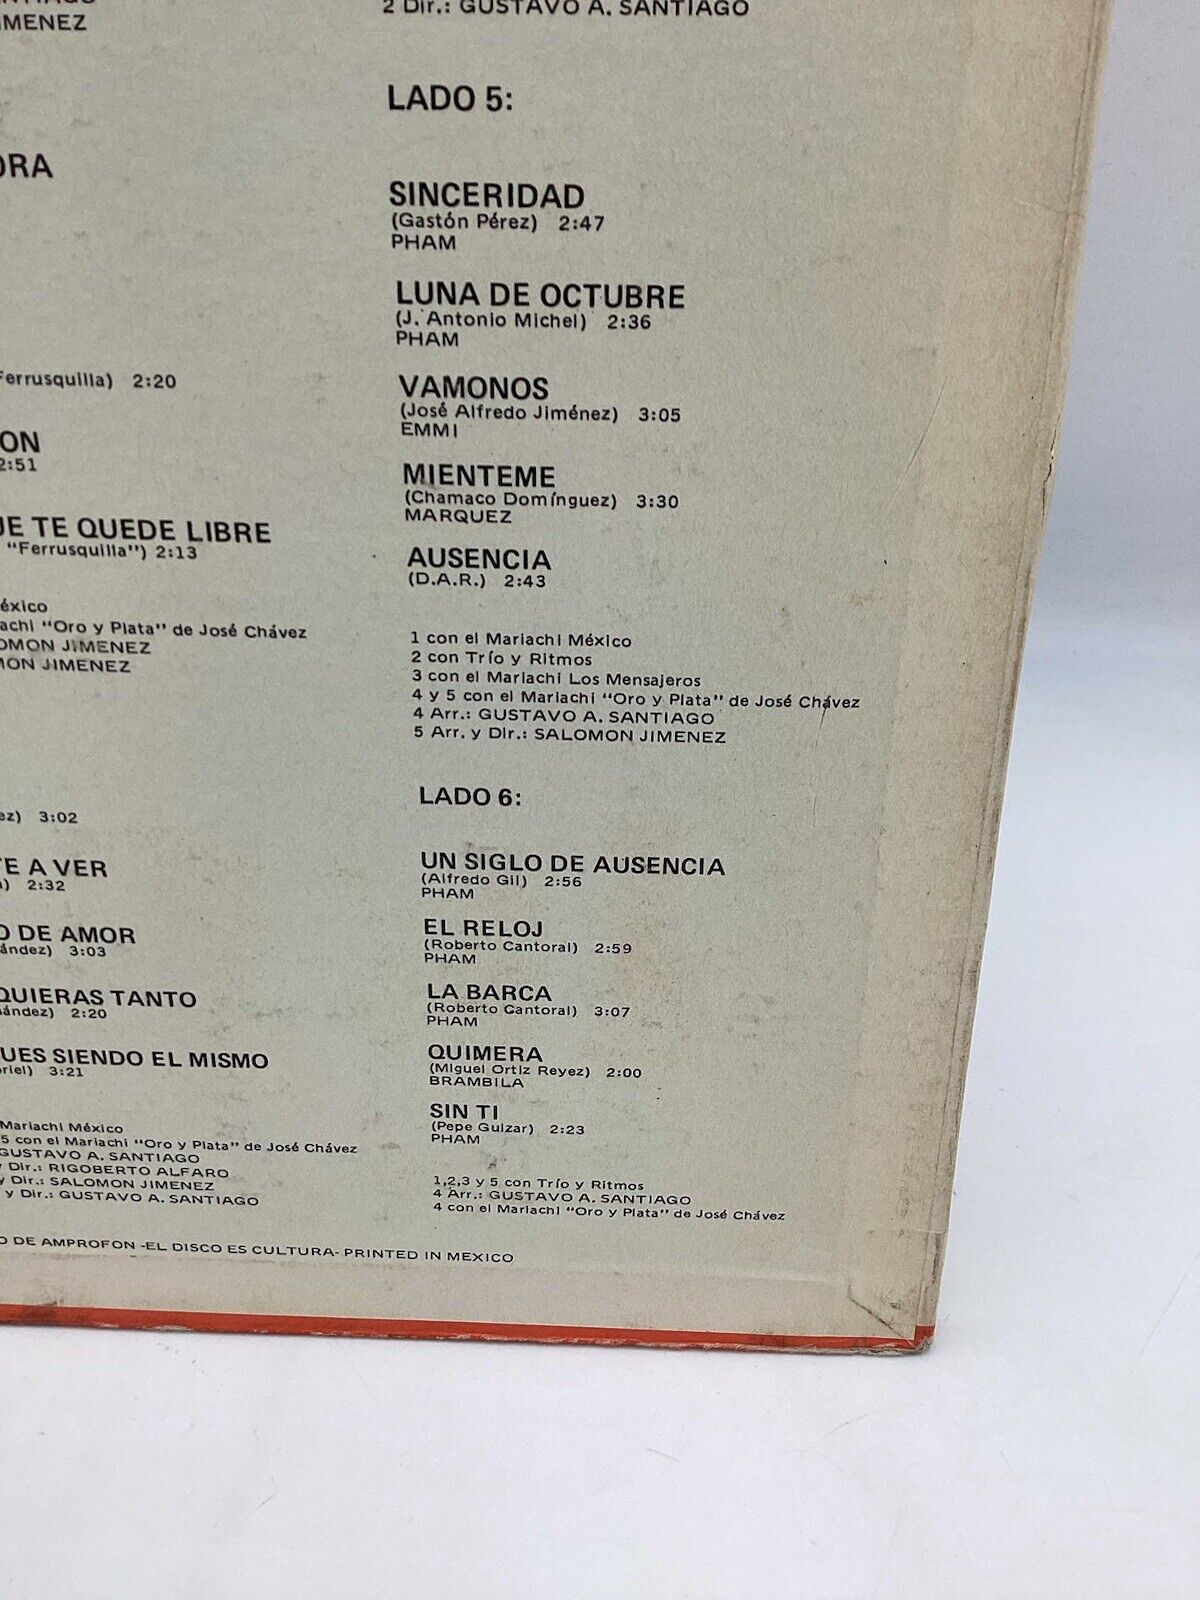 IMENEZ
ORA
Ferrusquilla) 2:20
ON
2:51
UE TE QUEDE LIBRE
"Ferrusquilla") 2:13
éxico
achi "Oro y Plata" de José Chávez
OMON JIMENEZ
MON JIMENEZ
ez) 3:02
TE A VER
2:32
O DE AMOR
ández) 3:03
QUIERAS TANTO
nández) 2:20
UES SIENDO EL MISMO
riel) 3:21
Mariachi México
5 con el Mariachi "Oro y Plata" de José Chávez
GUSTAVO A. SANTIAGO
y Dir.: RIGOBERTO ALFARO
y Dir.: SALOMON JIMENEZ
y Dir.: GUSTAVO A. SANTIAGO
2 Dir.: GUSTAVO A. SANTIAGO
LADO 5:
SINCERIDAD
(Gastón Pérez) 2:47
PHAM
LUNA DE OCTUBRE
(J. Antonio Michel) 2:36
PHAM
VAMONOS
(José Alfredo Jiménez) 3:05
EMMI
MIENTEME
(Chamaco Domínguez) 3:30
MARQUEZ
AUSENCIA
(D.A.R.) 2:43
1 con el Mariachi México
2 con Trío y Ritmos
3 con el Mariachi Los Mensajeros
4 y 5 con el Mariachi "Oro y Plata" de José Chávez
4 Arr.: GUSTAVO A. SANTIAGO
5 Arr. y Dir.: SALOMON JIMENEZ
LADO 6:
UN SIGLO DE AUSENCIA
(Alfredo Gil) 2:56
PHAM
EL RELOJ
(Roberto Cantoral) 2:59
PHAM
LA BARCA
(Roberto Cantoral) 3:07
PHAM
QUIMERA
(Miguel Ortiz Reyez) 2:00
BRAMBILA
SIN TI
(Pepe Guizar) 2:23
PHAM
1,2,3 y 5 con Trío y Ritmos
4 Arr.: GUSTAVO A. SANTIAGO
4 con el Mariachi "Oro y Plata" de José Chávez
O DE AMPROFON -EL DISCO ES CULTURA- PRINTED IN MEXICO